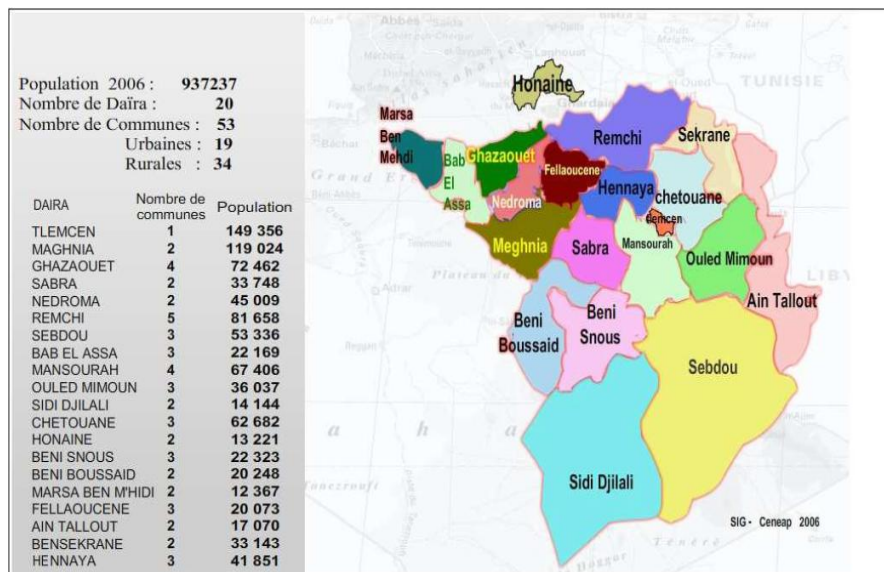 Population 2006 : 937237
Nombre de Daïra : 20
Nombre de Communes : 53
Urbaines : 19
Rurales : 34
DAIRA Nombre de communes Population
TLEMCEN 1 149 356
MAGHNIA 2 119 024
GHAZAOUET 4 72 462
SABRA 2 33 748
NEDROMA 2 45 009
REMCHI 5 81 658
SEBDOU 3 53 336
BAB EL ASSA 3 22 169
MANSOURAH 4 67 406
OULED MIMOUN 3 36 037
SIDI DJILALI 2 14 144
CHETOUANE 3 62 682
HONAINE 2 13 221
BENI SNOUS 3 22 323
BENI BOUSSAID 2 20 248
MARSA BEN M'HIDI 2 12 367
FELLAOUCENE 3 20 073
AIN TALLOUT 2 17 070
BENSEKRANE 2 33 143
HENNAYA 3 41 851
Honaine
Marsa
Ben
Mehdi
Bab
El
Assa
Ghazaouet
Remchi
Sekrane
Fellaoucene
Nedroma
Hennaya
chetouane
Meghnia
Sabra
Mansourah
Ouled Mimoun
Ain Tallout
Beni
Boussaid
Beni
Snous
Sebdou
Sidi Djilali
SIG - Ceneap 2006
TUNISIE